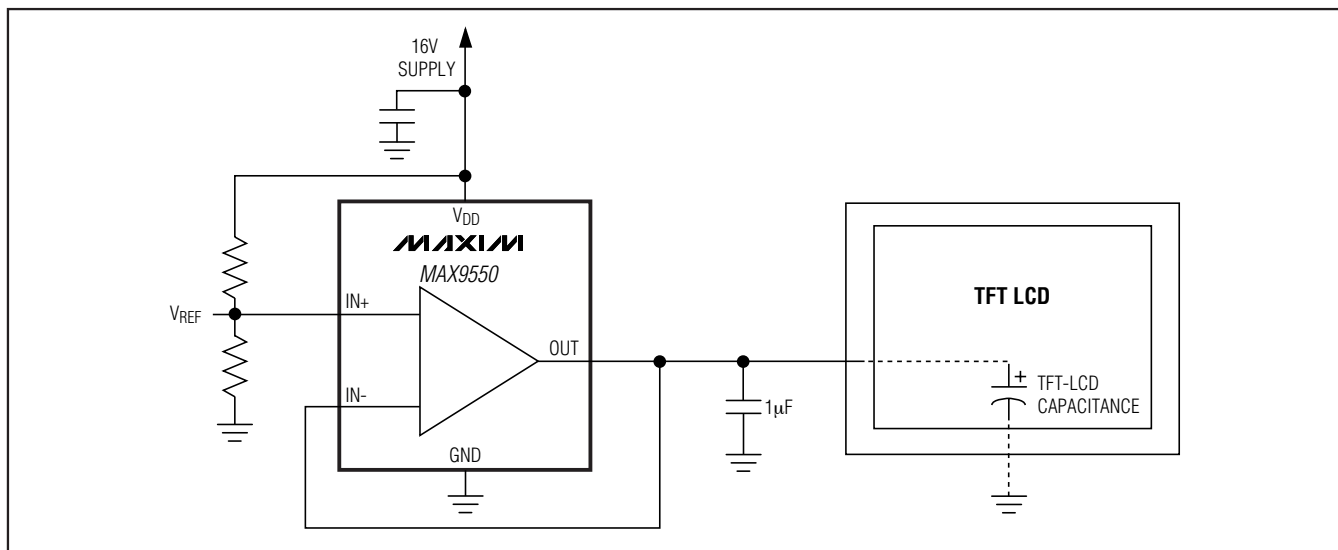 16V
SUPPLY
V_DD
MAXIM
MAX9550
IN+
V_REF
OUT
IN-
GND
1µF
TFT LCD
+
TFT-LCD
CAPACITANCE